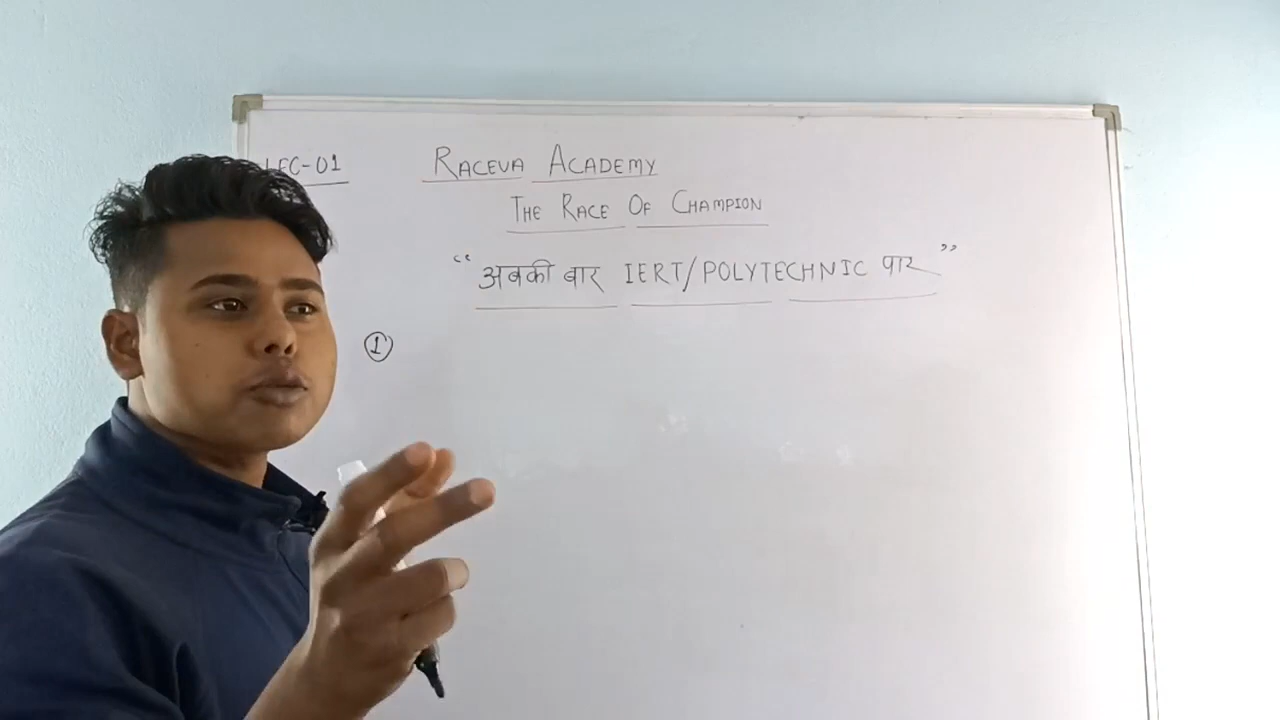 LEC-01
RACEVA ACADEMY
THE RACE OF CHAMPION
“अबकी बार IERT/POLYTECHNIC पार”
①